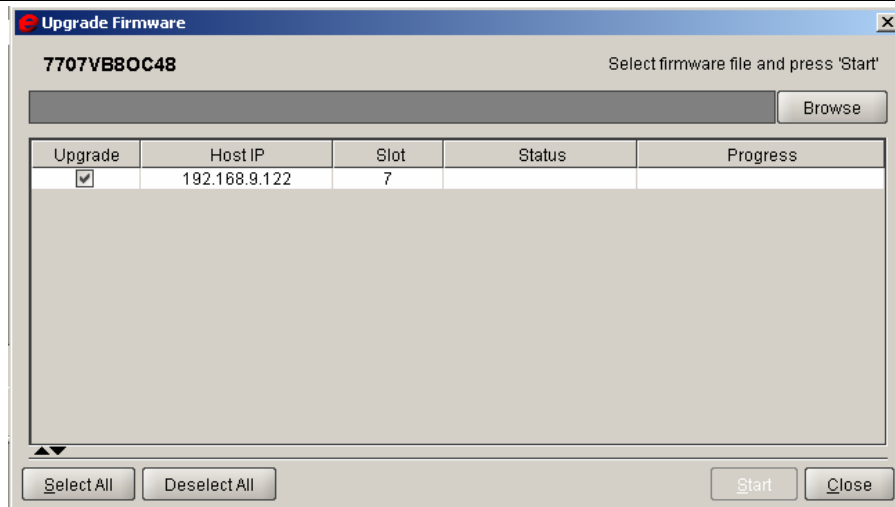 Upgrade Firmware
7707VB8OC48 Select firmware file and press 'Start'
Browse
Upgrade Host IP Slot Status Progress
192.168.9.122 7
Select All Deselect All Start Close